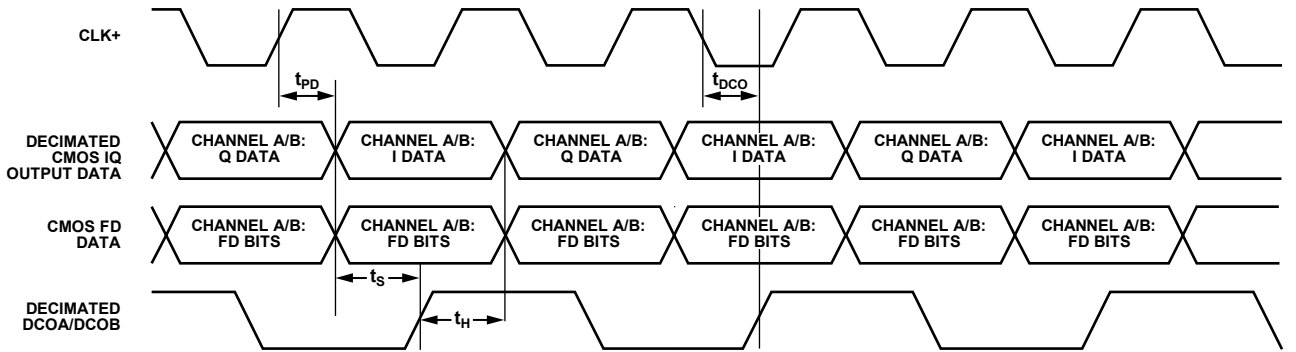 CLK+
tPD
tDCO
DECIMATED
CMOS IQ
OUTPUT DATA
CHANNEL A/B:
Q DATA
CHANNEL A/B:
I DATA
CHANNEL A/B:
Q DATA
CHANNEL A/B:
I DATA
CHANNEL A/B:
Q DATA
CHANNEL A/B:
I DATA
CMOS FD
DATA
CHANNEL A/B:
FD BITS
CHANNEL A/B:
FD BITS
CHANNEL A/B:
FD BITS
CHANNEL A/B:
FD BITS
CHANNEL A/B:
FD BITS
CHANNEL A/B:
FD BITS
tS
tH
DECIMATED
DCOA/DCOB